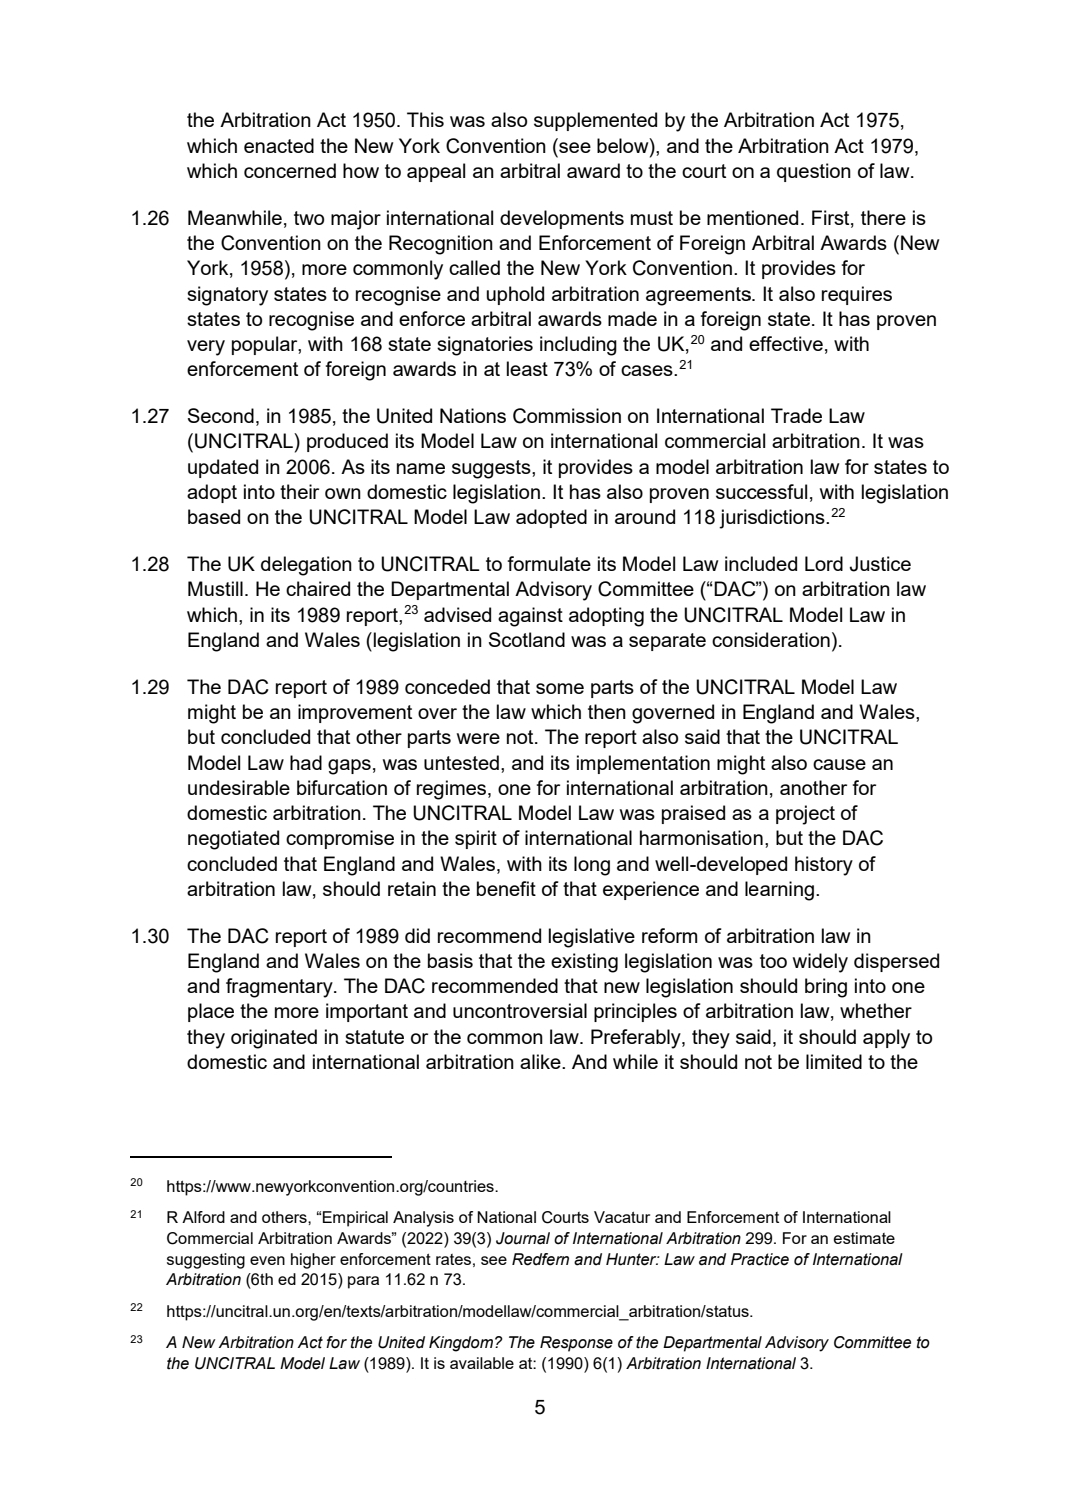 the Arbitration Act 1950. This was also supplemented by the Arbitration Act 1975,
which enacted the New York Convention (see below), and the Arbitration Act 1979,
which concerned how to appeal an arbitral award to the court on a question of law.
1.26 Meanwhile, two major international developments must be mentioned. First, there is
the Convention on the Recognition and Enforcement of Foreign Arbitral Awards (New
York, 1958), more commonly called the New York Convention. It provides for
signatory states to recognise and uphold arbitration agreements. It also requires
states to recognise and enforce arbitral awards made in a foreign state. It has proven
very popular, with 168 state signatories including the UK,20 and effective, with
enforcement of foreign awards in at least 73% of cases.21
1.27 Second, in 1985, the United Nations Commission on International Trade Law
(UNCITRAL) produced its Model Law on international commercial arbitration. It was
updated in 2006. As its name suggests, it provides a model arbitration law for states to
adopt into their own domestic legislation. It has also proven successful, with legislation
based on the UNCITRAL Model Law adopted in around 118 jurisdictions.22
1.28 The UK delegation to UNCITRAL to formulate its Model Law included Lord Justice
Mustill. He chaired the Departmental Advisory Committee (“DAC”) on arbitration law
which, in its 1989 report,23 advised against adopting the UNCITRAL Model Law in
England and Wales (legislation in Scotland was a separate consideration).
1.29 The DAC report of 1989 conceded that some parts of the UNCITRAL Model Law
might be an improvement over the law which then governed in England and Wales,
but concluded that other parts were not. The report also said that the UNCITRAL
Model Law had gaps, was untested, and its implementation might also cause an
undesirable bifurcation of regimes, one for international arbitration, another for
domestic arbitration. The UNCITRAL Model Law was praised as a project of
negotiated compromise in the spirit of international harmonisation, but the DAC
concluded that England and Wales, with its long and well-developed history of
arbitration law, should retain the benefit of that experience and learning.
1.30 The DAC report of 1989 did recommend legislative reform of arbitration law in
England and Wales on the basis that the existing legislation was too widely dispersed
and fragmentary. The DAC recommended that new legislation should bring into one
place the more important and uncontroversial principles of arbitration law, whether
they originated in statute or the common law. Preferably, they said, it should apply to
domestic and international arbitration alike. And while it should not be limited to the
20 https://www.newyorkconvention.org/countries.
21 R Alford and others, “Empirical Analysis of National Courts Vacatur and Enforcement of International
Commercial Arbitration Awards” (2022) 39(3) Journal of International Arbitration 299. For an estimate
suggesting even higher enforcement rates, see Redfern and Hunter: Law and Practice of International
Arbitration (6th ed 2015) para 11.62 n 73.
22 https://uncitral.un.org/en/texts/arbitration/modellaw/commercial_arbitration/status.
23 A New Arbitration Act for the United Kingdom? The Response of the Departmental Advisory Committee to
the UNCITRAL Model Law (1989). It is available at: (1990) 6(1) Arbitration International 3.
5